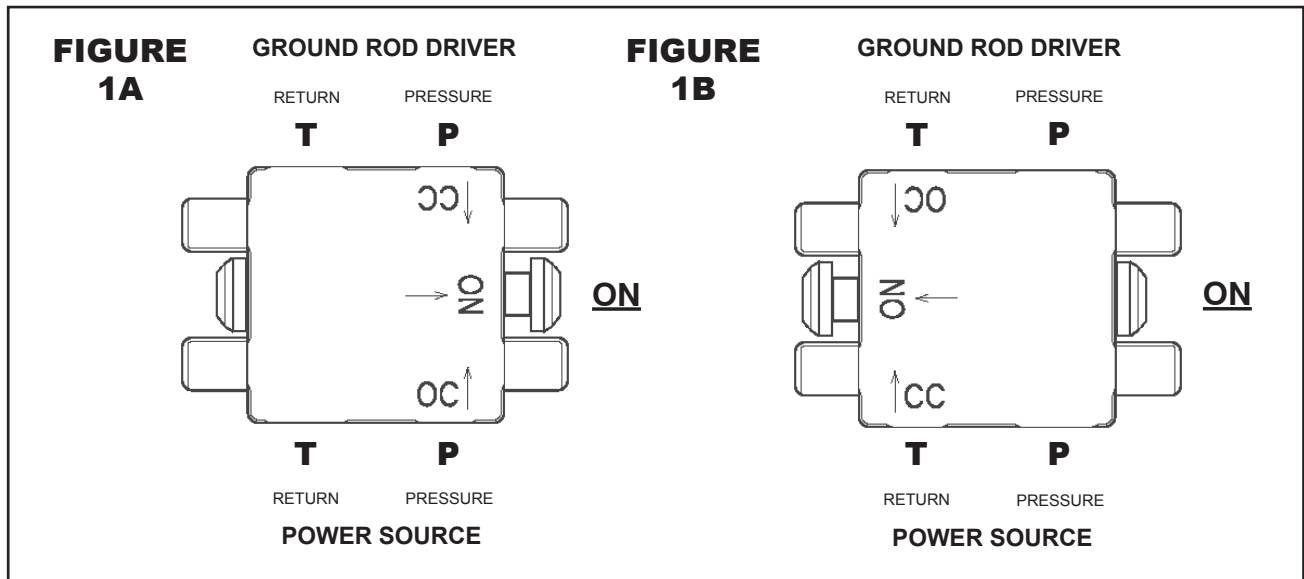 FIGURE 1A
GROUND ROD DRIVER
RETURN PRESSURE
T P
CC
ON
ON
OC
T P
RETURN PRESSURE
POWER SOURCE
FIGURE 1B
GROUND ROD DRIVER
RETURN PRESSURE
T P
OC
ON
ON
CC
T P
RETURN PRESSURE
POWER SOURCE